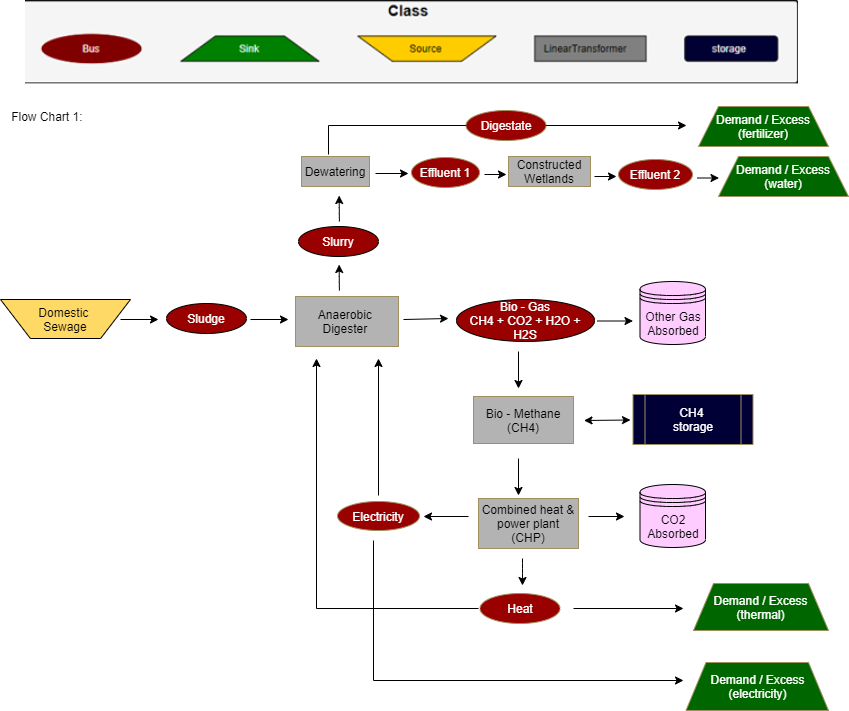 Class
Bus
Sink
Source
LinearTransformer
storage
Flow Chart 1:
Digestate
Demand / Excess
(fertilizer)
Dewatering
Effluent 1
Constructed
Wetlands
Effluent 2
Demand / Excess
(water)
Slurry
Domestic
Sewage
Sludge
Anaerobic
Digester
Bio - Gas
CH4 + CO2 + H2O +
H2S
Other Gas
Absorbed
Bio - Methane
(CH4)
CH4
storage
Electricity
Combined heat &
power plant
(CHP)
CO2
Absorbed
Heat
Demand / Excess
(thermal)
Demand / Excess
(electricity)